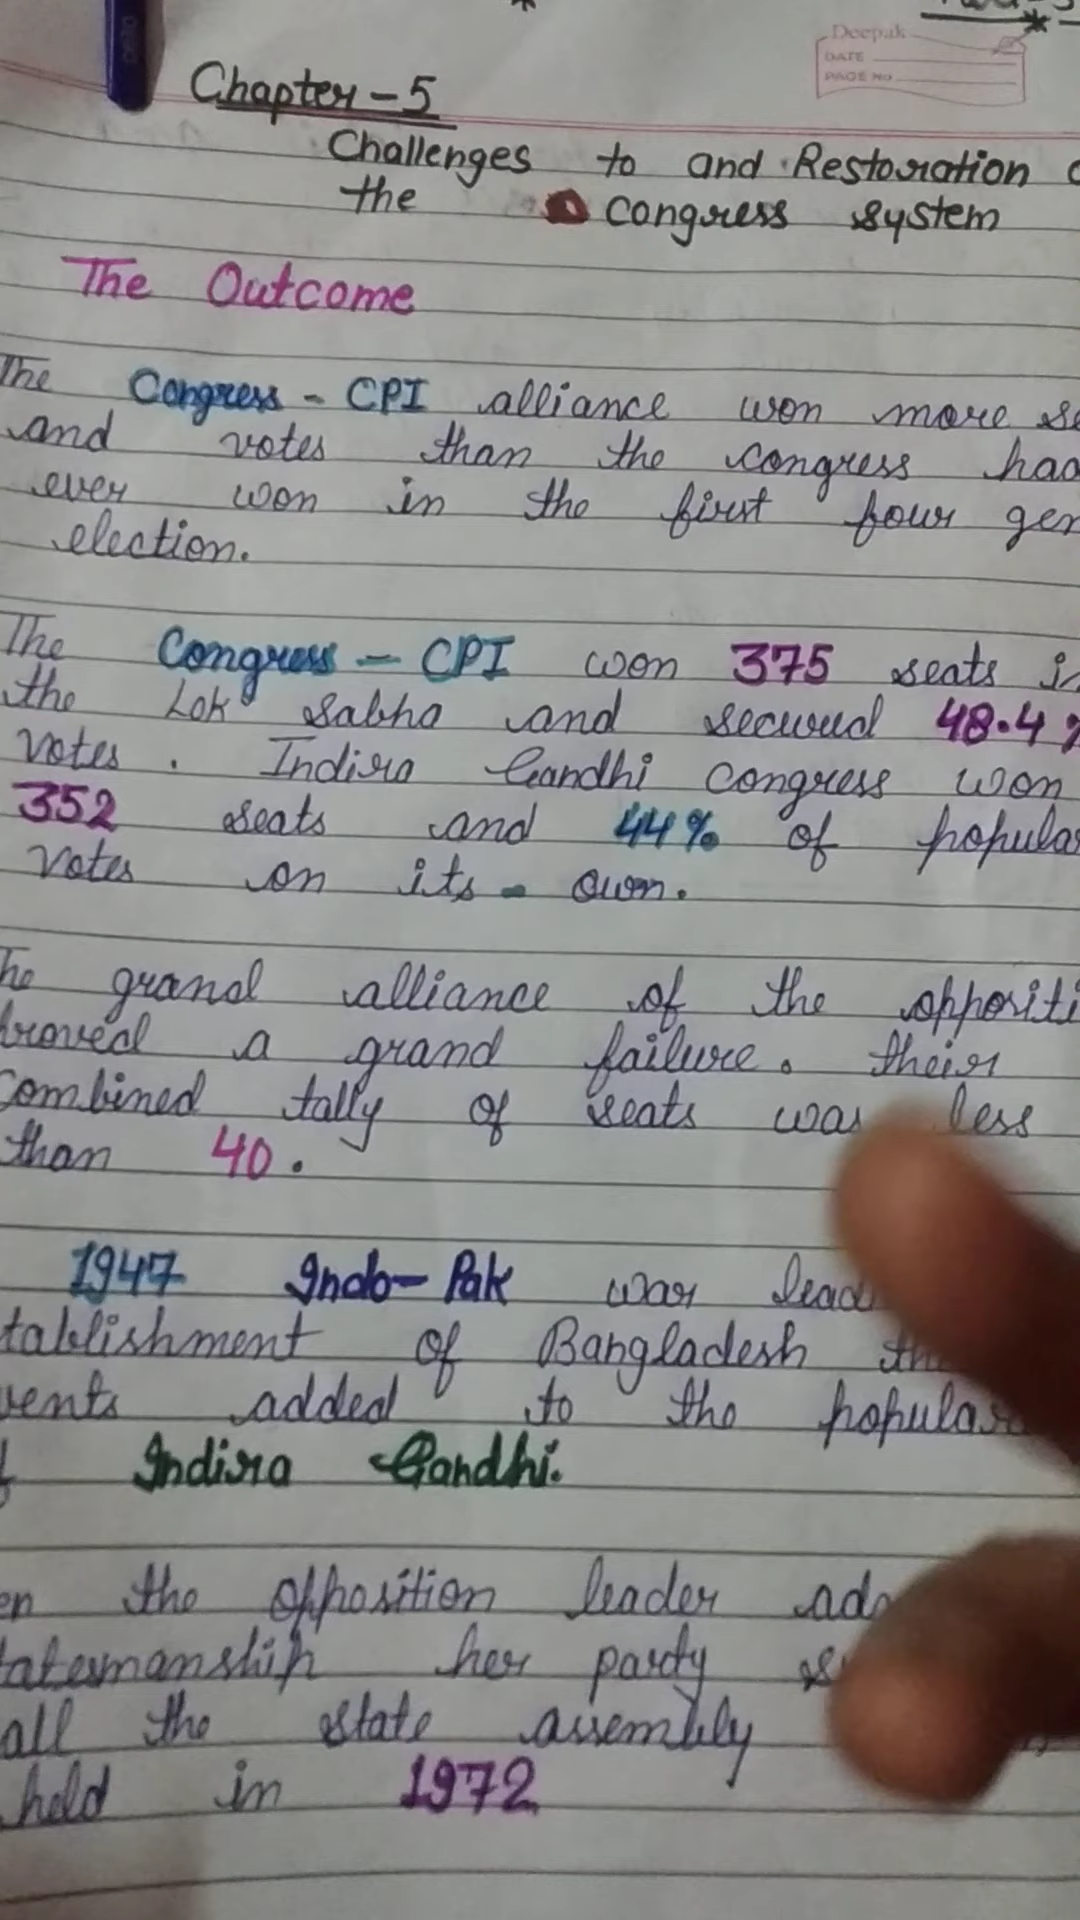 Deepak
DATE
PAGE NO.
Chapter - 5
Challenges to and Restoration
the congress system
The Outcome
The Congress - CPI alliance won more
and votes than the congress had
ever won in the first four
election.
The Congress - CPI won 375 seats
the Lok Sabha and secured 48.4%
votes. Indira Gandhi congress won
352 seats and 44% of popular
votes on its - own.
grand alliance of the
proved a grand failure. their
combined tally of seats was less
than 40.
1947 Indo - Pak war
of Bangladesh
added to the
Indira Gandhi.
the opposition leader
her party
all the state assembly
held in 1972